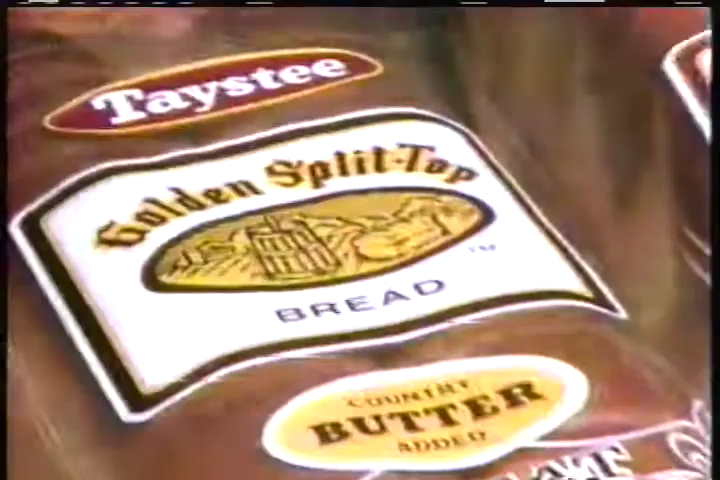 Taystee
Golden Split-Top
™
BREAD
COUNTRY
BUTTER
ADDED